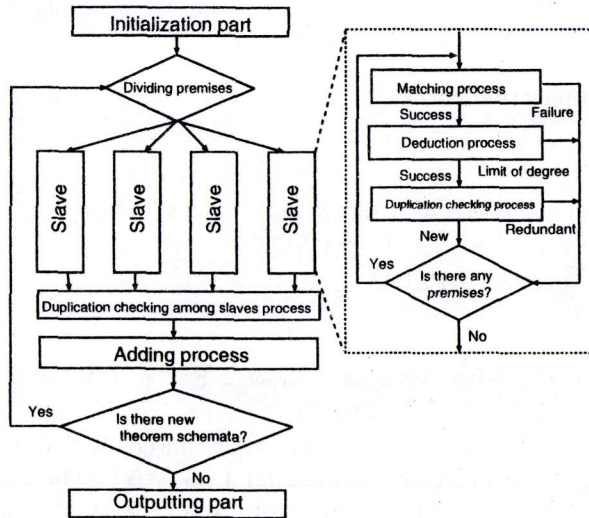 Initialization part
Dividing premises
Slave
Slave
Slave
Slave
Duplication checking among slaves process
Adding process
Yes
Is there new
theorem schemata?
No
Outputting part
Matching process
Success
Failure
Deduction process
Success
Limit of degree
Duplication checking process
New
Redundant
Yes
Is there any
premises?
No